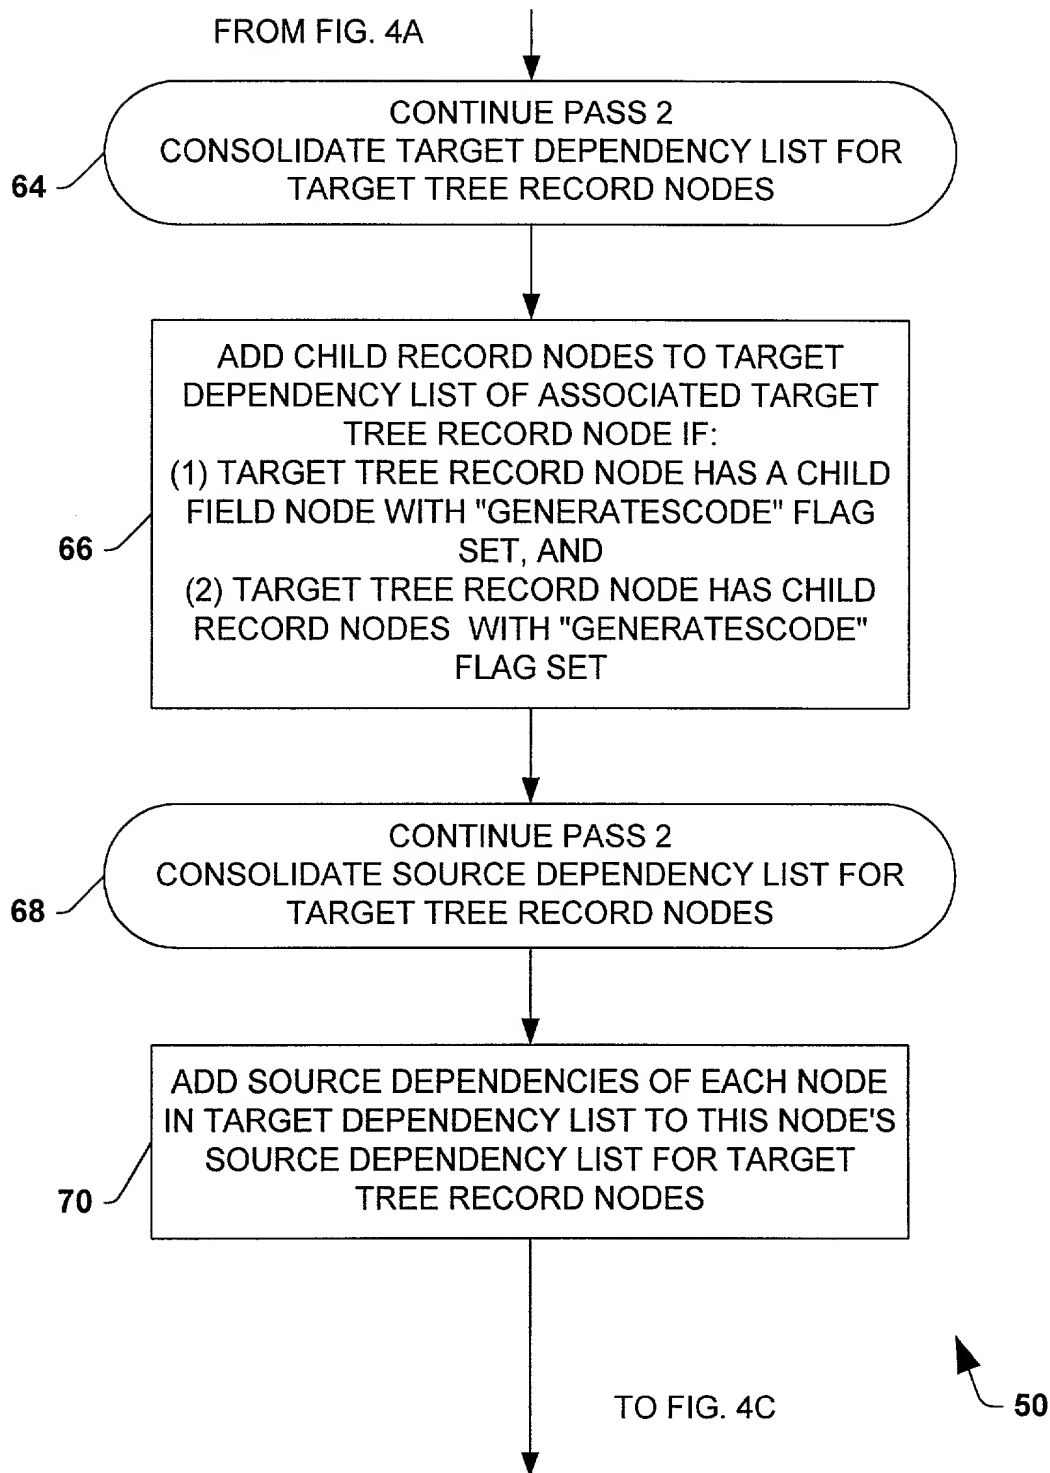 FROM FIG. 4A
CONTINUE PASS 2
CONSOLIDATE TARGET DEPENDENCY LIST FOR
TARGET TREE RECORD NODES
64
ADD CHILD RECORD NODES TO TARGET
DEPENDENCY LIST OF ASSOCIATED TARGET
TREE RECORD NODE IF:
(1) TARGET TREE RECORD NODE HAS A CHILD
FIELD NODE WITH "GENERATESCODE" FLAG
SET, AND
(2) TARGET TREE RECORD NODE HAS CHILD
RECORD NODES WITH "GENERATESCODE"
FLAG SET
66
CONTINUE PASS 2
CONSOLIDATE SOURCE DEPENDENCY LIST FOR
TARGET TREE RECORD NODES
68
ADD SOURCE DEPENDENCIES OF EACH NODE
IN TARGET DEPENDENCY LIST TO THIS NODE'S
SOURCE DEPENDENCY LIST FOR TARGET
TREE RECORD NODES
70
TO FIG. 4C
50